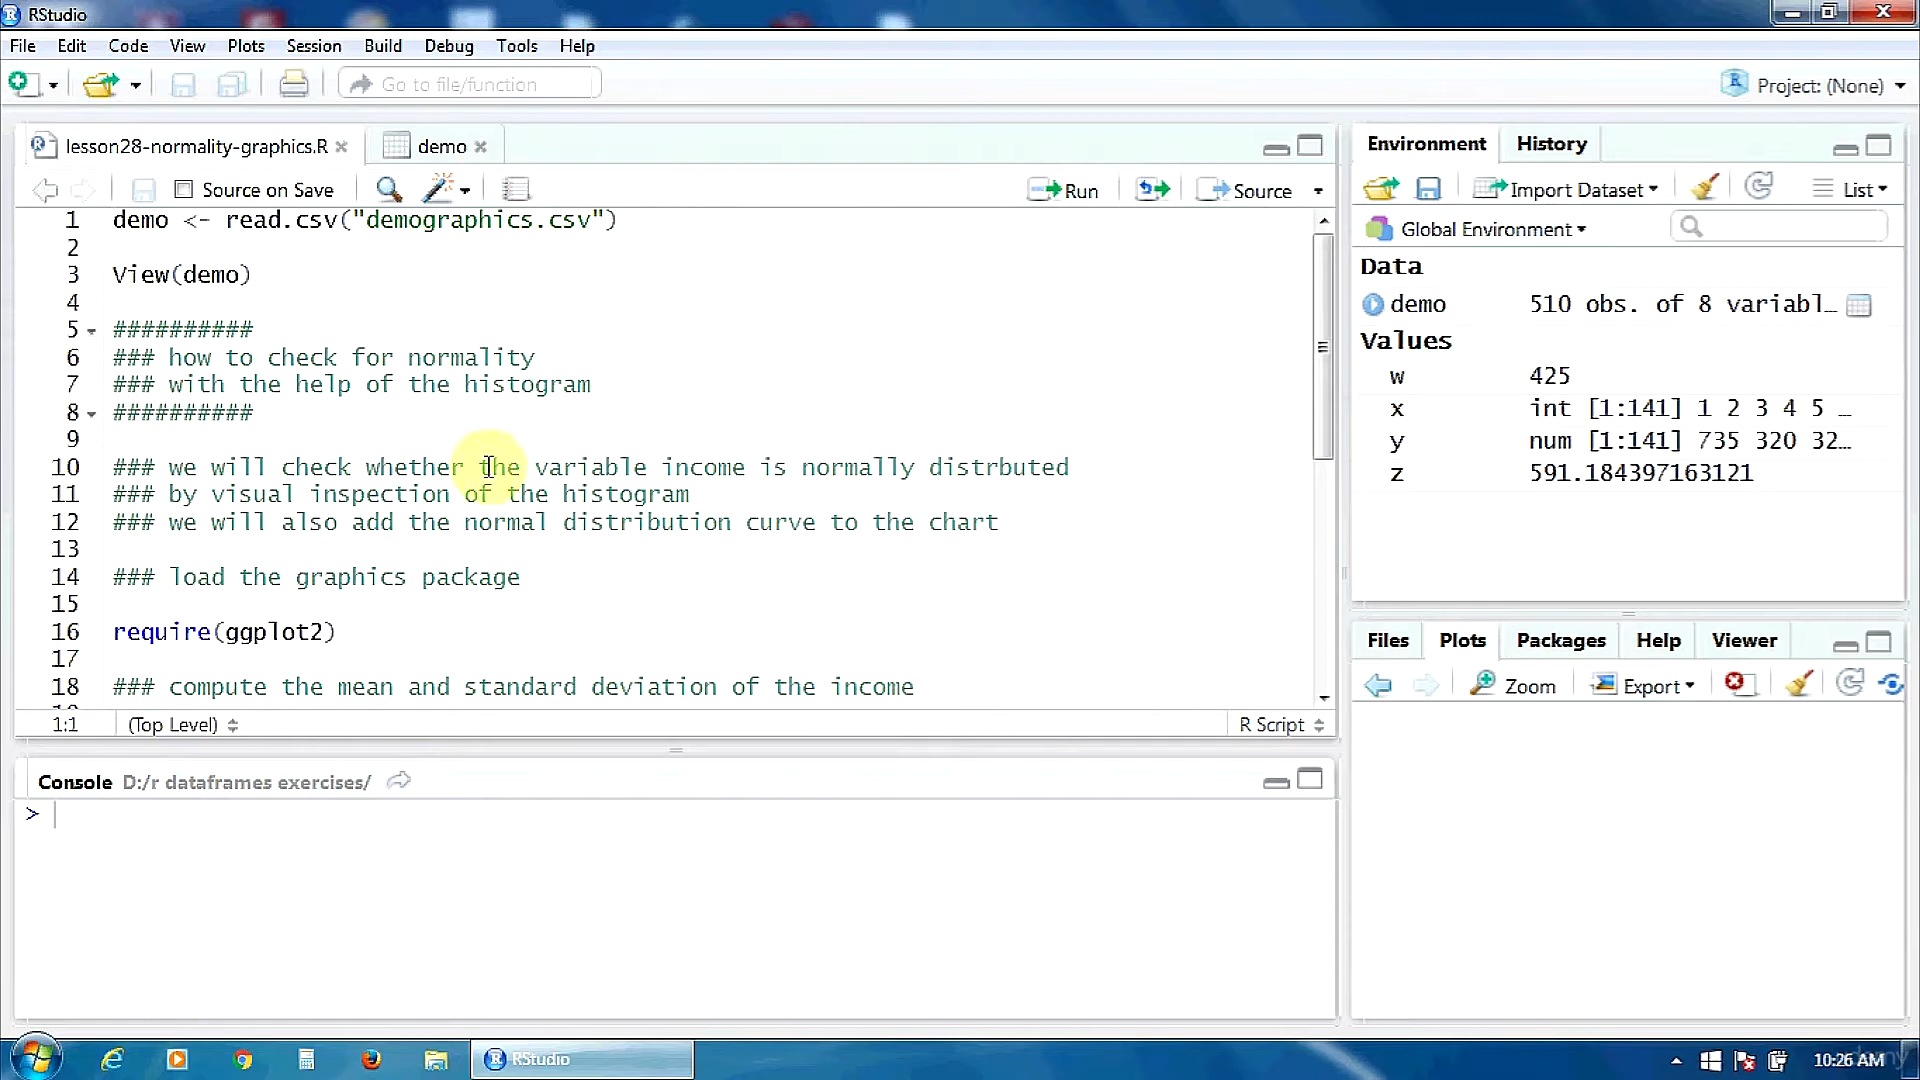 RStudio
File Edit Code View Plots Session Build Debug Tools Help
Go to file/function
Project: (None)
lesson28-normality-graphics.R
demo
Source on Save
Run
Source
1 demo <- read.csv("demographics.csv")
2
3 View(demo)
4
5 ##########
6 ### how to check for normality
7 ### with the help of the histogram
8 ##########
9
10 ### we will check whether the variable income is normally distrbuted
11 ### by visual inspection of the histogram
12 ### we will also add the normal distribution curve to the chart
13
14 ### load the graphics package
15
16 require(ggplot2)
17
18 ### compute the mean and standard deviation of the income
1:1 (Top Level) R Script
Console D:/r dataframes exercises/
>
Environment History
Import Dataset List
Global Environment
Data
demo 510 obs. of 8 variabl…
Values
w 425
x int [1:141] 1 2 3 4 5 …
y num [1:141] 735 320 32…
z 591.184397163121
Files Plots Packages Help Viewer
Zoom Export
RStudio
10:26 AM